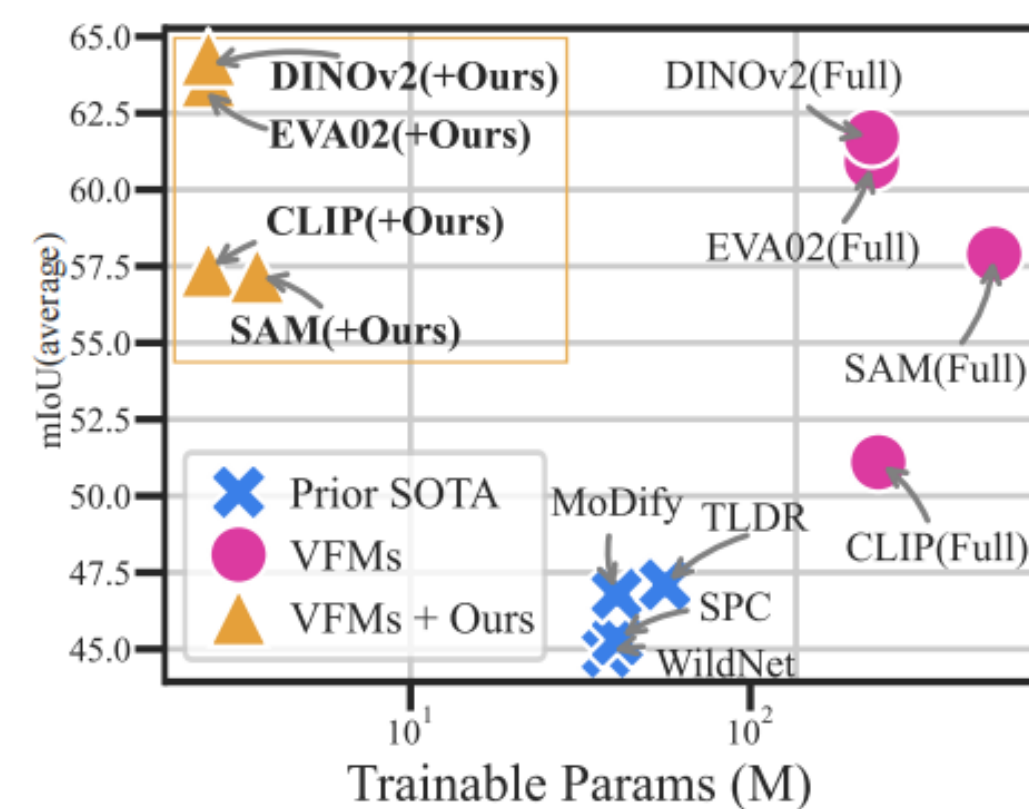 65.0
62.5
60.0
57.5
55.0
52.5
50.0
47.5
45.0
mIoU(average)
DINOv2(+Ours)
EVA02(+Ours)
CLIP(+Ours)
SAM(+Ours)
DINOv2(Full)
EVA02(Full)
SAM(Full)
CLIP(Full)
MoDify
TLDR
SPC
WildNet
Prior SOTA
VFMs
VFMs + Ours
10¹
10²
Trainable Params (M)